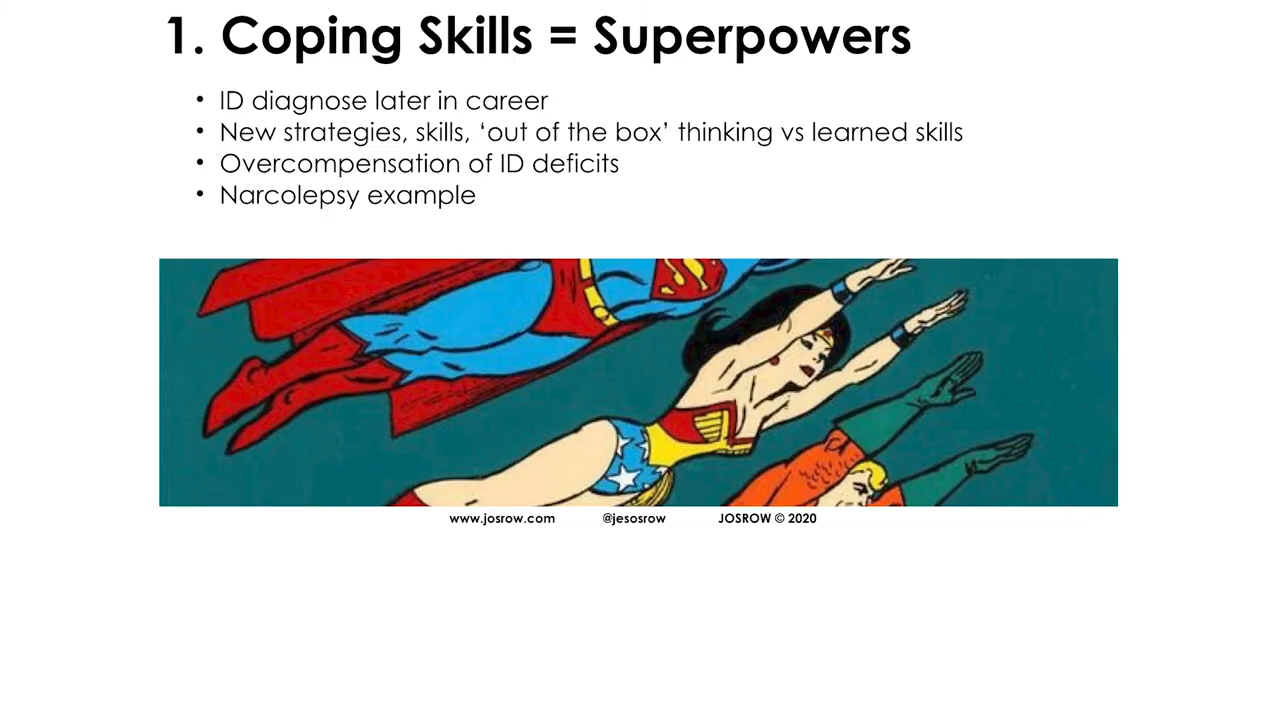 1. Coping Skills = Superpowers
• ID diagnose later in career
• New strategies, skills, ‘out of the box’ thinking vs learned skills
• Overcompensation of ID deficits
• Narcolepsy example
www.josrow.com @jesosrow JOSROW © 2020